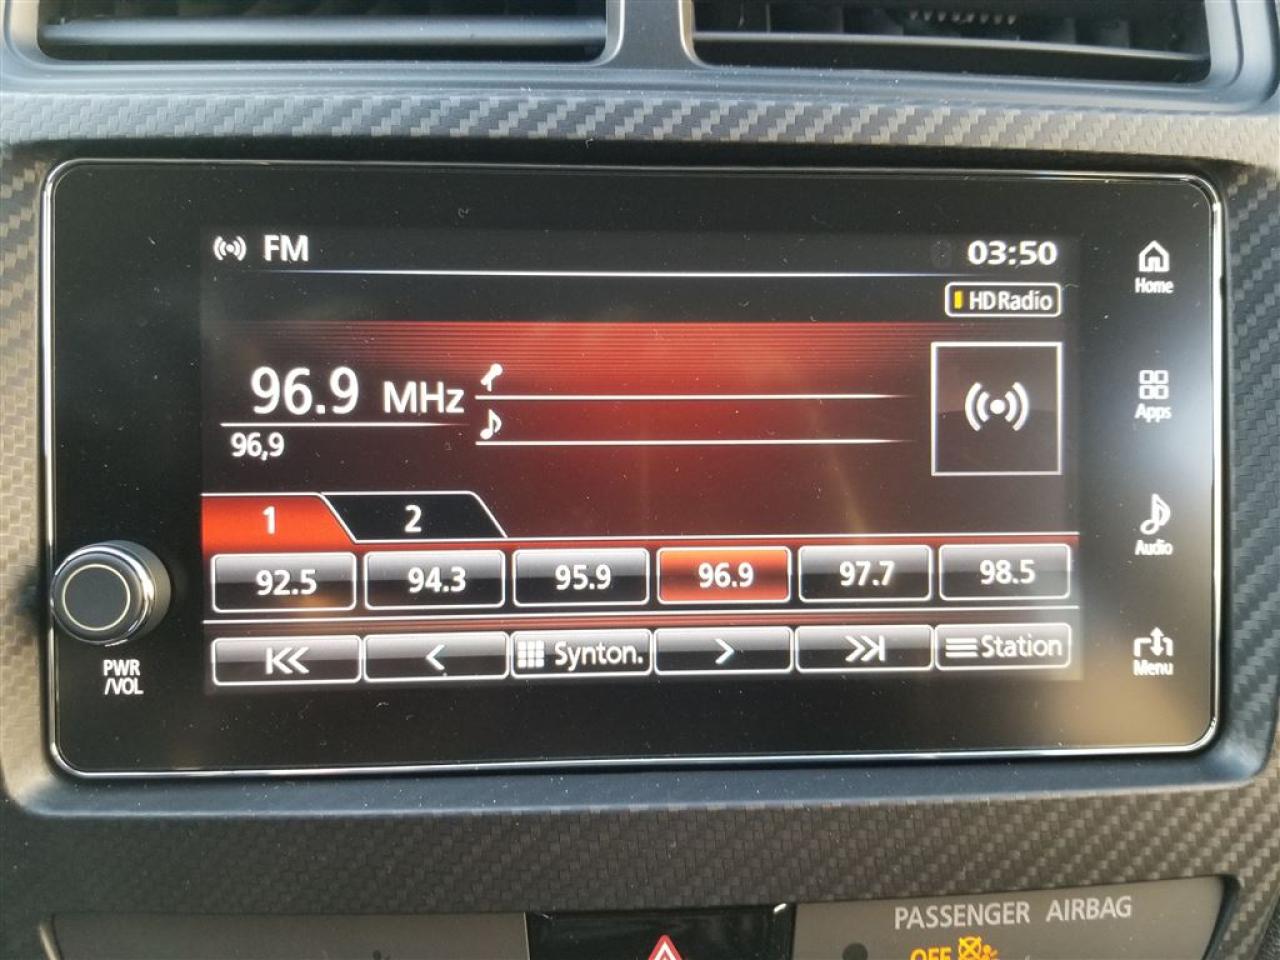 FM
03:50
HD Radio
Home
96.9 MHz
96,9
Apps
1 2
Audio
92.5 94.3 95.9 96.9 97.7 98.5
Synton. Station
Menu
PWR
/VOL
PASSENGER AIRBAG
OFF